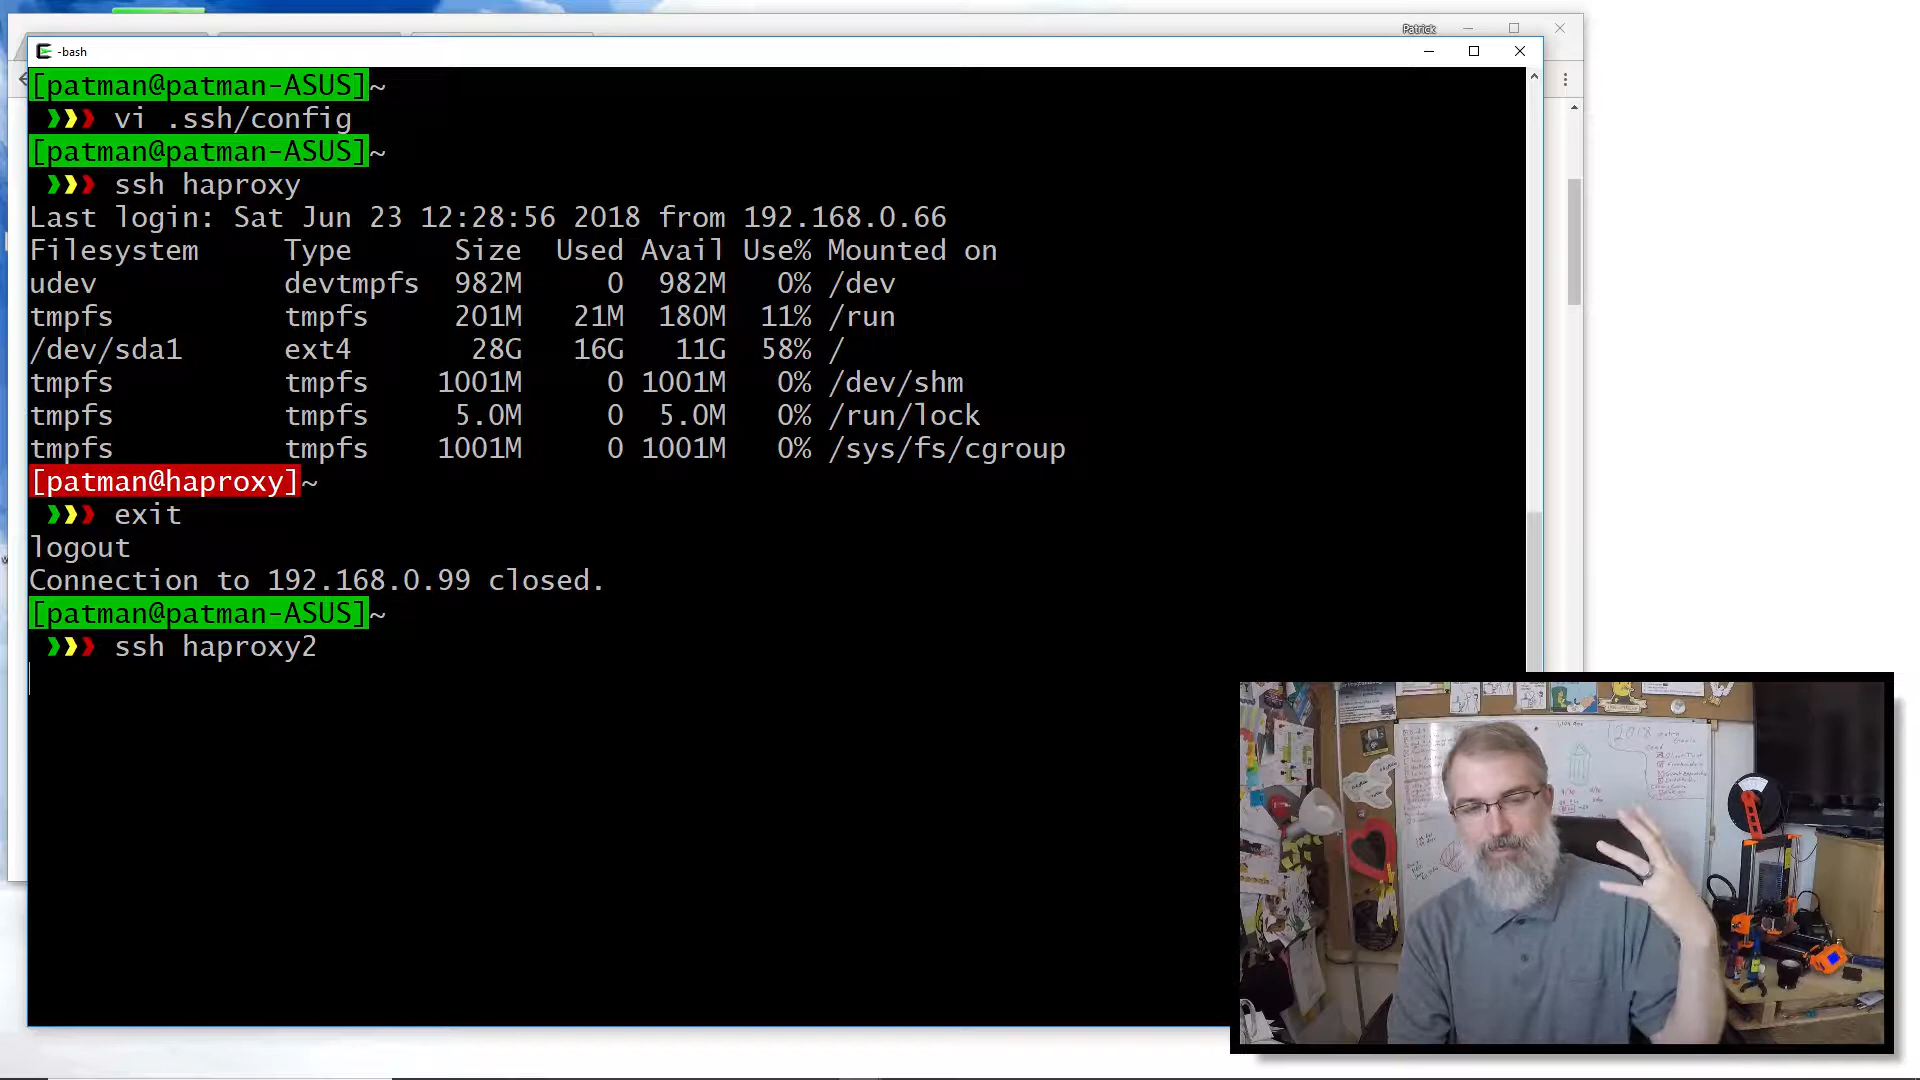 Patrick
-bash
[patman@patman-ASUS]~
❯❯❯ vi .ssh/config
[patman@patman-ASUS]~
❯❯❯ ssh haproxy
Last login: Sat Jun 23 12:28:56 2018 from 192.168.0.66
Filesystem Type Size Used Avail Use% Mounted on
udev devtmpfs 982M 0 982M 0% /dev
tmpfs tmpfs 201M 21M 180M 11% /run
/dev/sda1 ext4 28G 16G 11G 58% /
tmpfs tmpfs 1001M 0 1001M 0% /dev/shm
tmpfs tmpfs 5.0M 0 5.0M 0% /run/lock
tmpfs tmpfs 1001M 0 1001M 0% /sys/fs/cgroup
[patman@haproxy]~
❯❯❯ exit
logout
Connection to 192.168.0.99 closed.
[patman@patman-ASUS]~
❯❯❯ ssh haproxy2
2018